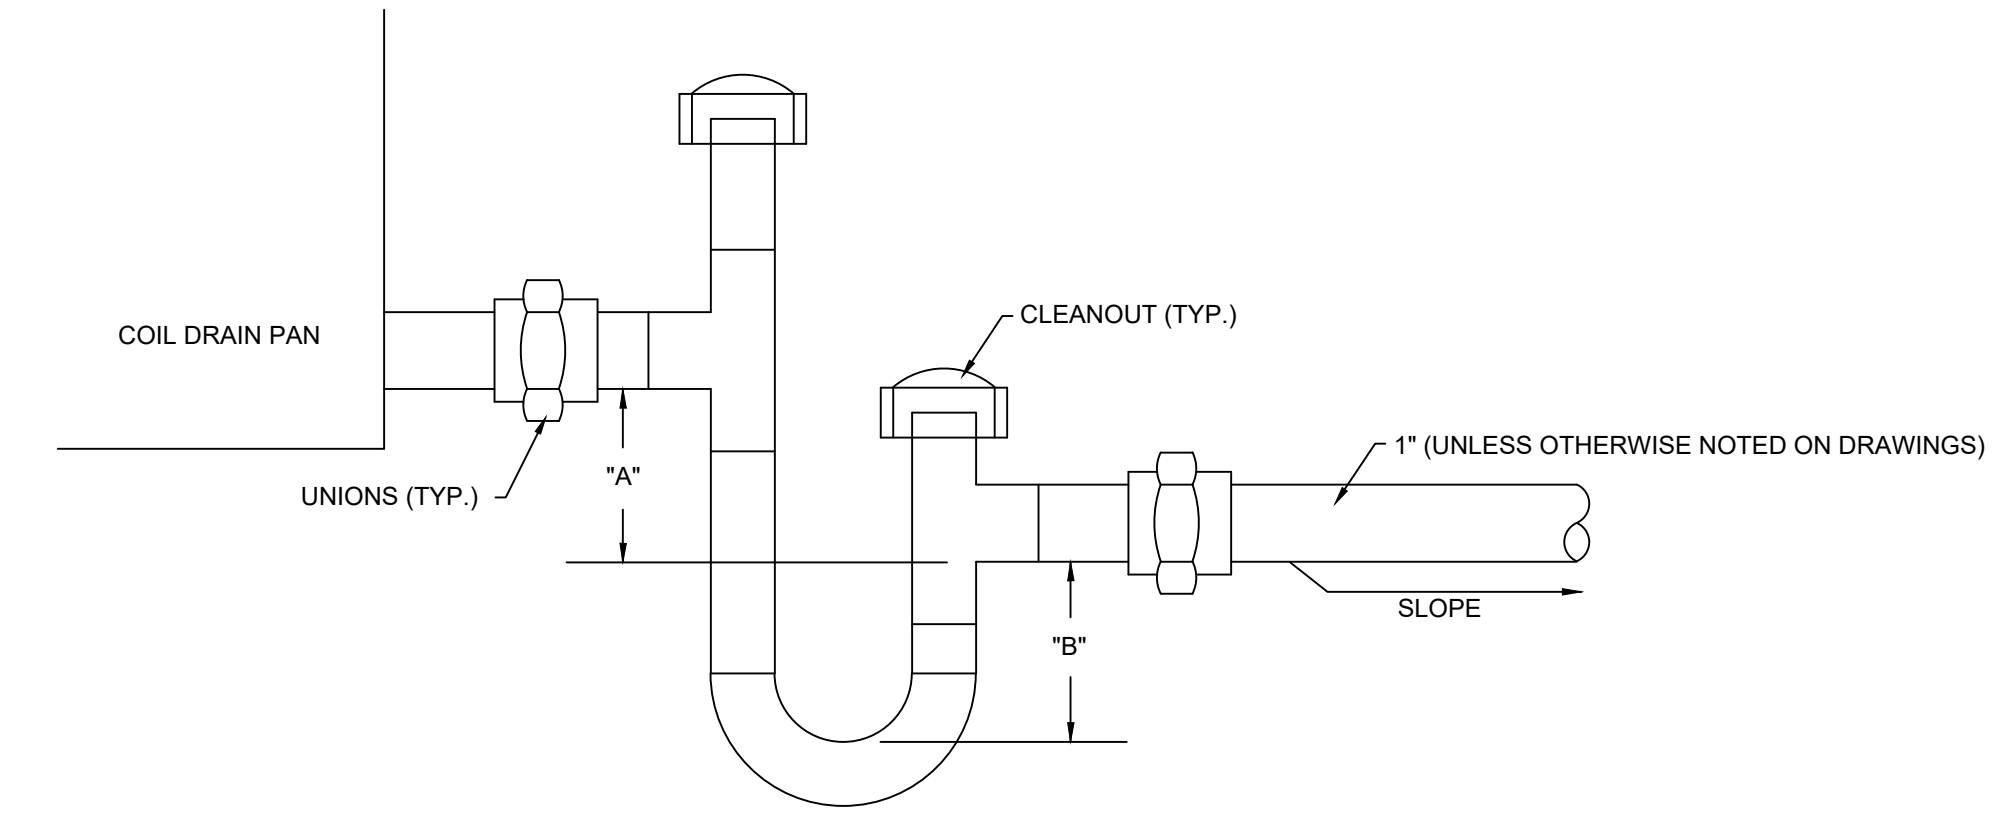 COIL DRAIN PAN
CLEANOUT (TYP.)
1" (UNLESS OTHERWISE NOTED ON DRAWINGS)
"A"
UNIONS (TYP.)
SLOPE
"B"